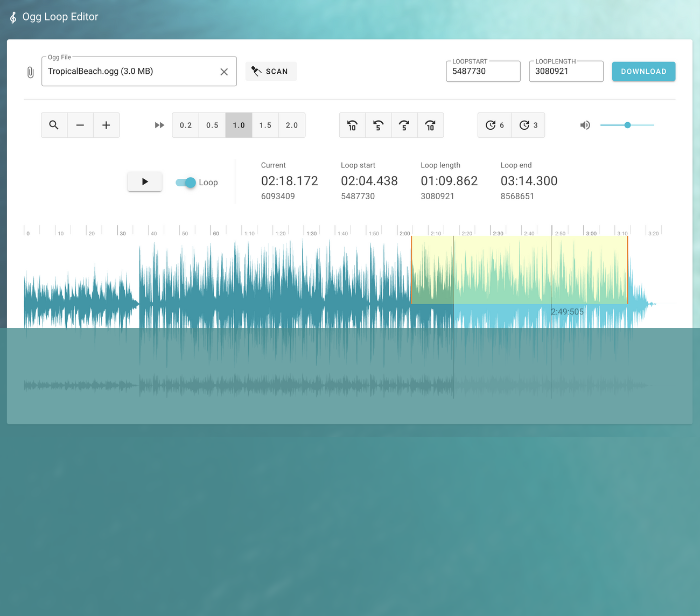 Ogg Loop Editor
Ogg File
TropicalBeach.ogg (3.0 MB)
SCAN
LOOPSTART
5487730
LOOPLENGTH
3080921
DOWNLOAD
0.2 0.5 1.0 1.5 2.0
10 5 5 10
6 3
Loop
Current Loop start Loop length Loop end
02:18.172 02:04.438 01:09.862 03:14.300
6093409 5487730 3080921 8568651
0 10 20 30 40 50 60 1:10 1:20 1:30 1:40 1:50 2:00 2:10 2:20 2:30 2:40 2:50 3:00 3:10 3:20
2:49:505